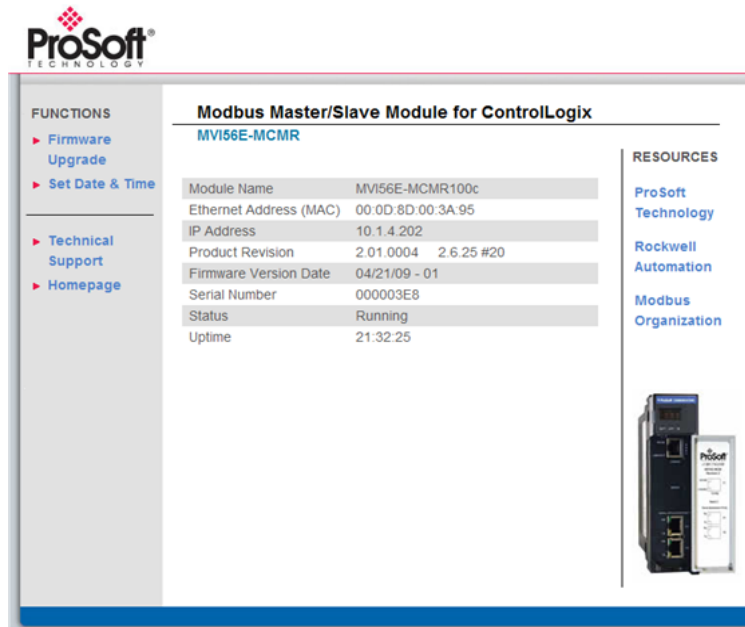 ProSoft®
TECHNOLOGY
FUNCTIONS
Firmware
Upgrade
Set Date & Time
Technical
Support
Homepage
Modbus Master/Slave Module for ControlLogix
MVI56E-MCMR
Module Name MVI56E-MCMR100c
Ethernet Address (MAC) 00:0D:8D:00:3A:95
IP Address 10.1.4.202
Product Revision 2.01.0004 2.6.25 #20
Firmware Version Date 04/21/09 - 01
Serial Number 000003E8
Status Running
Uptime 21:32:25
RESOURCES
ProSoft
Technology
Rockwell
Automation
Modbus
Organization
ProSoft